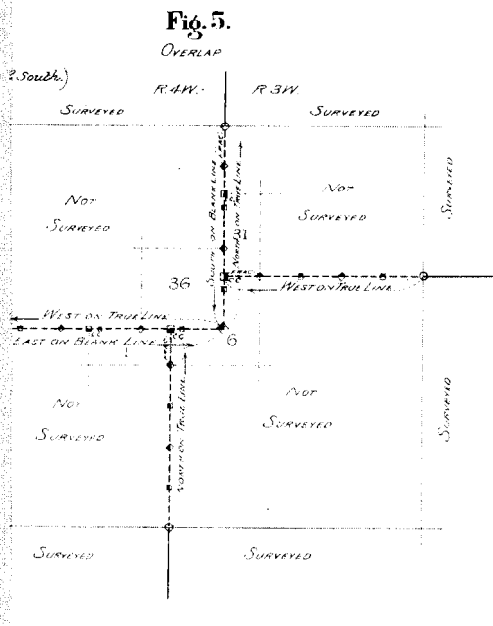 Fig. 5.
OVERLAP
2 South.)
R.4W. R.3W.
SURVEYED SURVEYED
NOT
SURVEYED
NOT
SURVEYED
SURVEYED
SOUTH ON BLANK LINE
NORTH ON TRUE LINE
31
36
WEST ON TRUE LINE
WEST ON TRUE LINE
EAST ON BLANK LINE
6
1
NORTH ON TRUE LINE
NOT
SURVEYED
NOT
SURVEYED
SURVEYED
SURVEYED SURVEYED